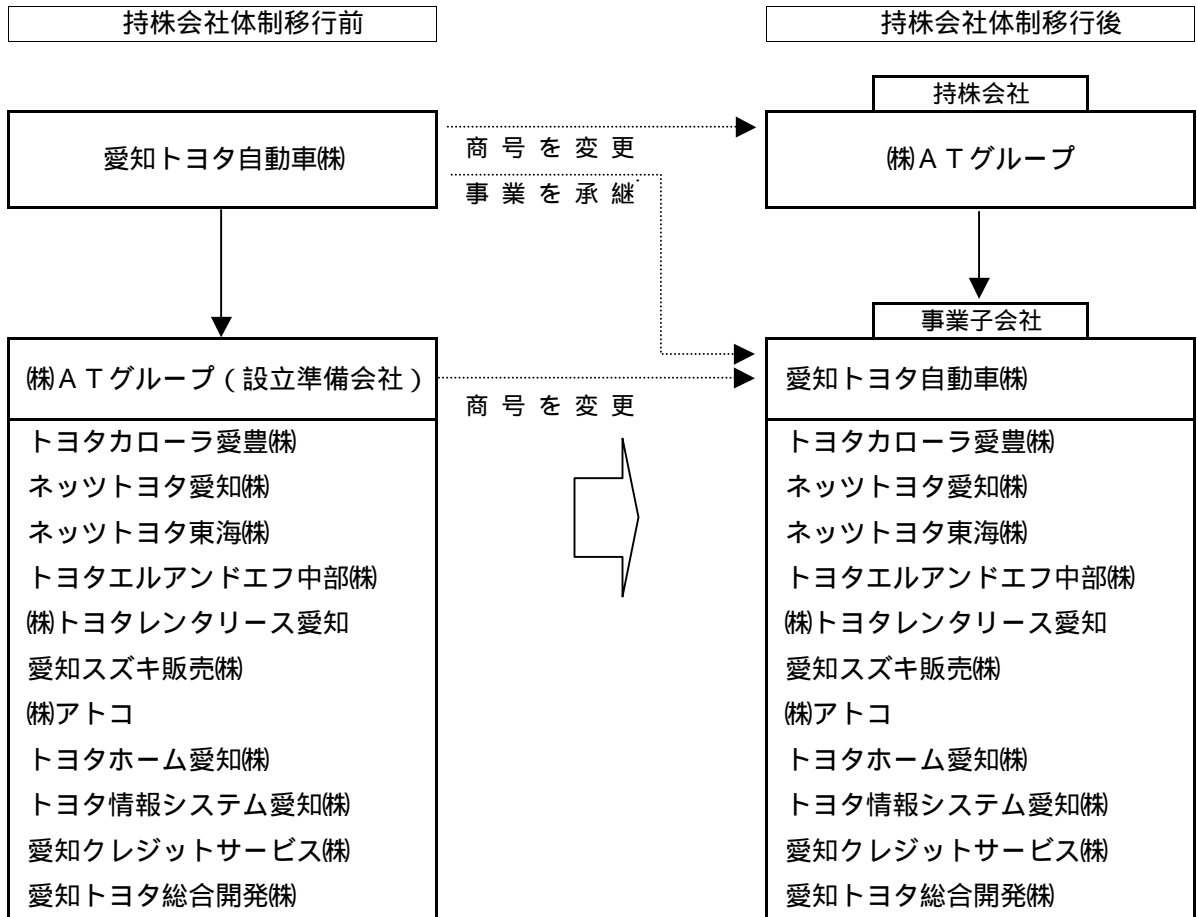 持株会社体制移行前
持株会社体制移行後
持株会社
愛知トヨタ自動車㈱
商号を変更
事業を承継
㈱ATグループ
事業子会社
㈱ATグループ(設立準備会社)
商号を変更
愛知トヨタ自動車㈱
トヨタカローラ愛豊㈱
ネッツトヨタ愛知㈱
ネッツトヨタ東海㈱
トヨタエルアンドエフ中部㈱
㈱トヨタレンタリース愛知
愛知スズキ販売㈱
㈱アトコ
トヨタホーム愛知㈱
トヨタ情報システム愛知㈱
愛知クレジットサービス㈱
愛知トヨタ総合開発㈱
トヨタカローラ愛豊㈱
ネッツトヨタ愛知㈱
ネッツトヨタ東海㈱
トヨタエルアンドエフ中部㈱
㈱トヨタレンタリース愛知
愛知スズキ販売㈱
㈱アトコ
トヨタホーム愛知㈱
トヨタ情報システム愛知㈱
愛知クレジットサービス㈱
愛知トヨタ総合開発㈱